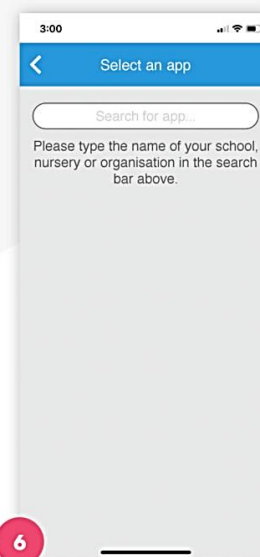 3:00
Select an app
Search for app...
Please type the name of your school,
nursery or organisation in the search
bar above.
6